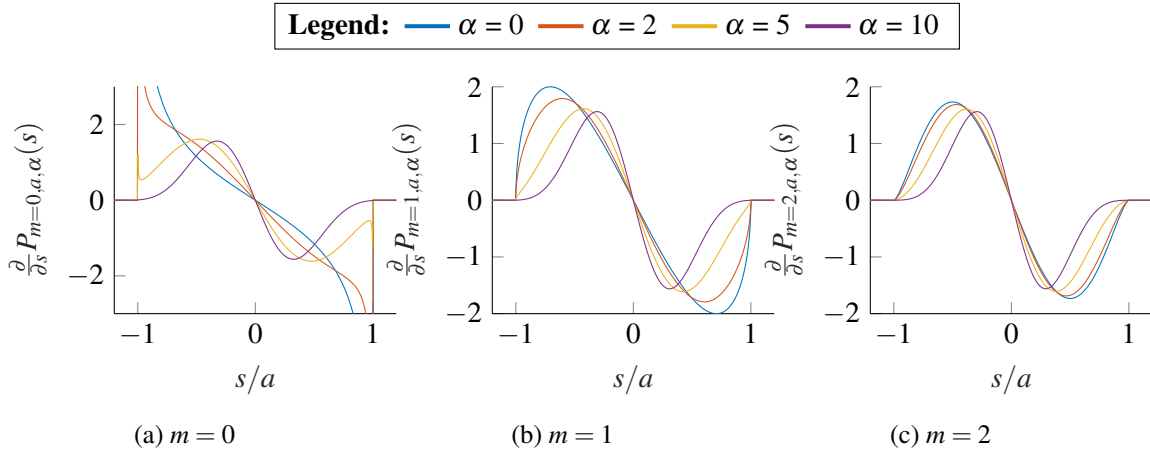 Legend: α = 0 α = 2 α = 5 α = 10
∂/∂s P_{m=0,a,α}(s)
2
0
−2
−1 0 1
s/a
(a) m = 0
∂/∂s P_{m=1,a,α}(s)
2
1
0
−1
−2
−1 0 1
s/a
(b) m = 1
∂/∂s P_{m=2,a,α}(s)
2
1
0
−1
−2
−1 0 1
s/a
(c) m = 2